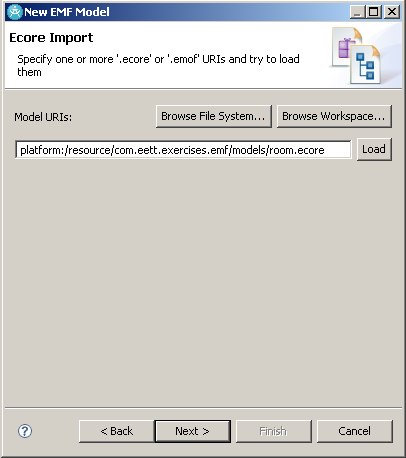 New EMF Model
Ecore Import
Specify one or more '.ecore' or '.emof' URIs and try to load
them
Model URIs:
Browse File System...
Browse Workspace...
platform:/resource/com.eett.exercises.emf/models/room.ecore
Load
?
< Back
Next >
Finish
Cancel